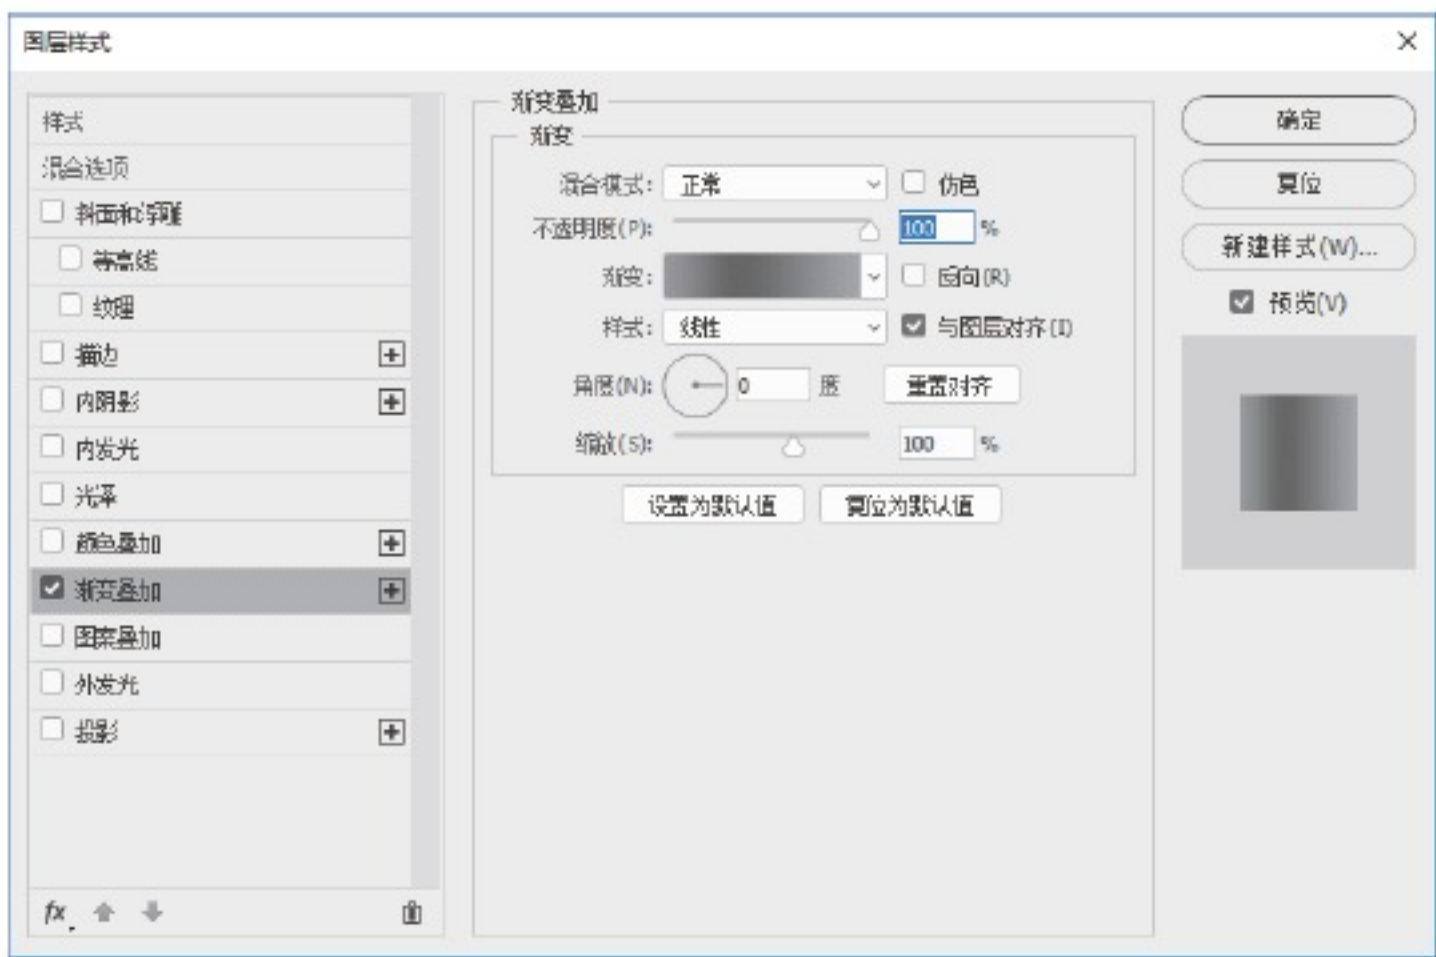 图层样式
样式
混合选项
斜面和浮雕
等高线
纹理
描边
内阴影
内发光
光泽
颜色叠加
渐变叠加
图案叠加
外发光
投影
fx
渐变叠加
渐变
混合模式: 正常 仿色
不透明度(P): 100 %
渐变: 反向(R)
样式: 线性 与图层对齐(I)
角度(N): 0 度 重置对齐
缩放(S): 100 %
设置为默认值 复位为默认值
确定
复位
新建样式(W)...
预览(V)